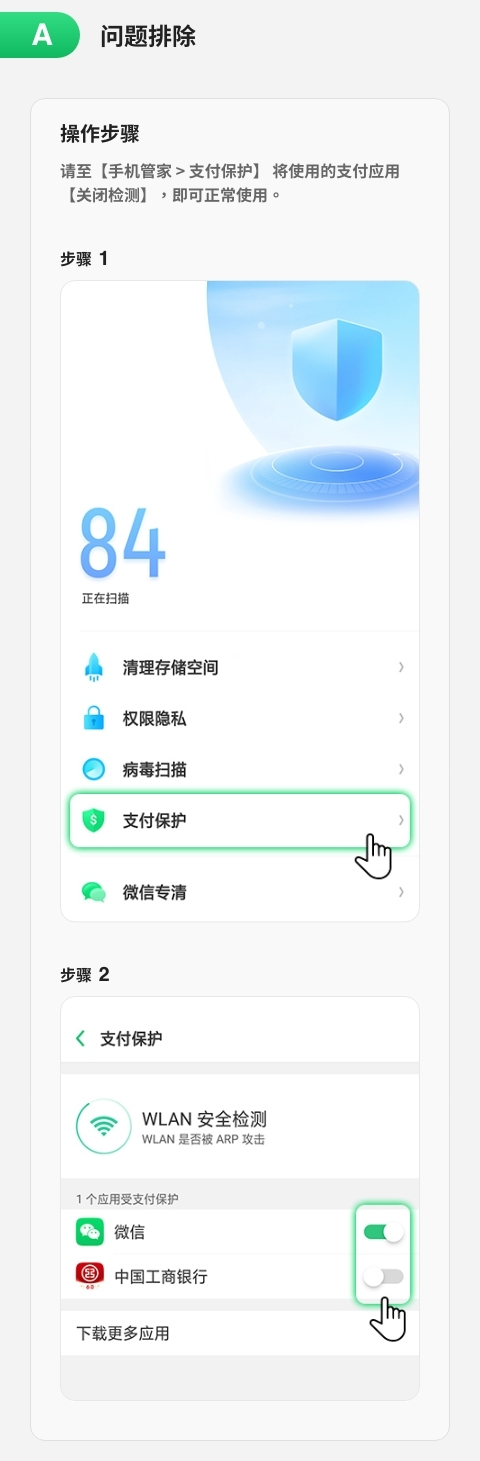 A
问题排除
操作步骤
请至【手机管家 > 支付保护】 将使用的支付应用
【关闭检测】，即可正常使用。
步骤 1
84
正在扫描
清理存储空间
权限隐私
病毒扫描
$
支付保护
微信专清
步骤 2
支付保护
WLAN 安全检测
WLAN 是否被 ARP 攻击
1 个应用受支付保护
微信
中国工商银行
下载更多应用